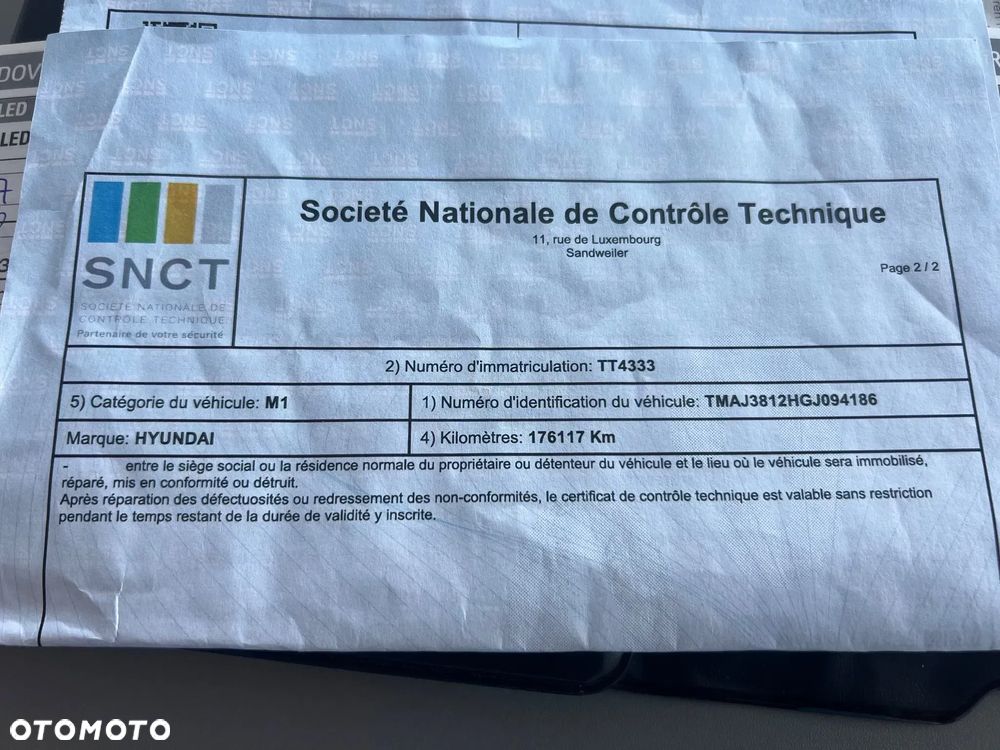 DOV
LED
LED
Societé Nationale de Contrôle Technique
11, rue de Luxembourg
Sandweiler
Page 2 / 2
SNCT
SOCIETE NATIONALE DE
CONTROLE TECHNIQUE
Partenaire de votre sécurité
2) Numéro d'immatriculation: TT4333
5) Catégorie du véhicule: M1
1) Numéro d'identification du véhicule: TMAJ3812HGJ094186
Marque: HYUNDAI
4) Kilomètres: 176117 Km
- entre le siège social ou la résidence normale du propriétaire ou détenteur du véhicule et le lieu où le véhicule sera immobilisé,
réparé, mis en conformité ou détruit.
Après réparation des défectuosités ou redressement des non-conformités, le certificat de contrôle technique est valable sans restriction
pendant le temps restant de la durée de validité y inscrite.
OTOMOTO